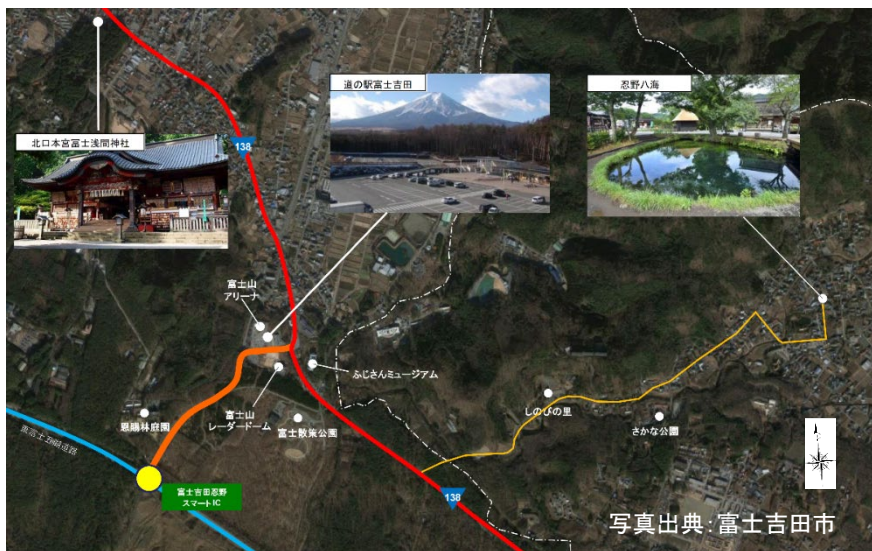 道の駅富士吉田
忍野八海
北口本宮冨士浅間神社
138
富士山
アリーナ
ふじさんミュージアム
しのびの里
恩賜林庭園
富士山
レーダードーム
富士散策公園
さかな公園
東富士五湖道路
富士吉田忍野
スマートIC
138
写真出典:富士吉田市